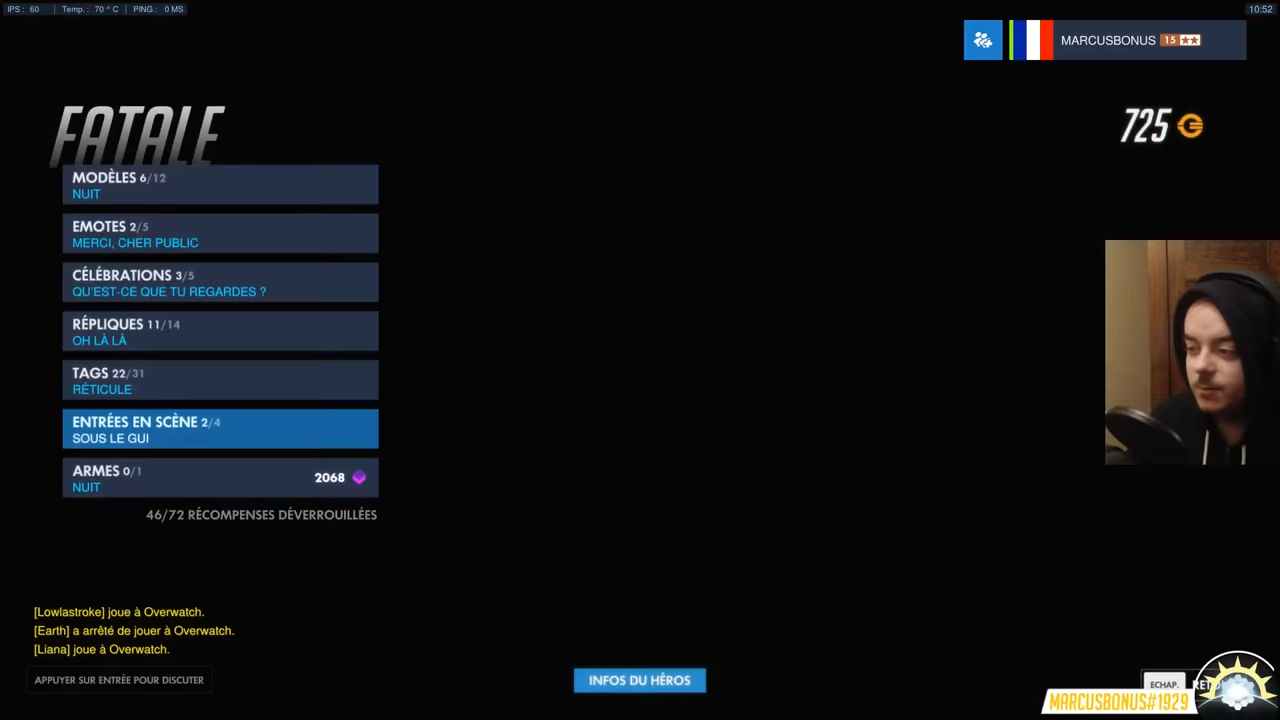 IPS : 60 | Temp. : 70 ° C | PING : 0 MS
10:52
MARCUSBONUS 15
FATALE
725
MODÈLES 6/12
NUIT
EMOTES 2/5
MERCI, CHER PUBLIC
CÉLÉBRATIONS 3/5
QU'EST-CE QUE TU REGARDES ?
RÉPLIQUES 11/14
OH LÀ LÀ
TAGS 22/31
RÉTICULE
ENTRÉES EN SCÈNE 2/4
SOUS LE GUI
ARMES 0/1
2068
NUIT
46/72 RÉCOMPENSES DÉVERROUILLÉES
[Lowlastroke] joue à Overwatch.
[Earth] a arrêté de jouer à Overwatch.
[Liana] joue à Overwatch.
APPUYER SUR ENTRÉE POUR DISCUTER
INFOS DU HÉROS
ECHAP.
MARCUSBONUS#1929